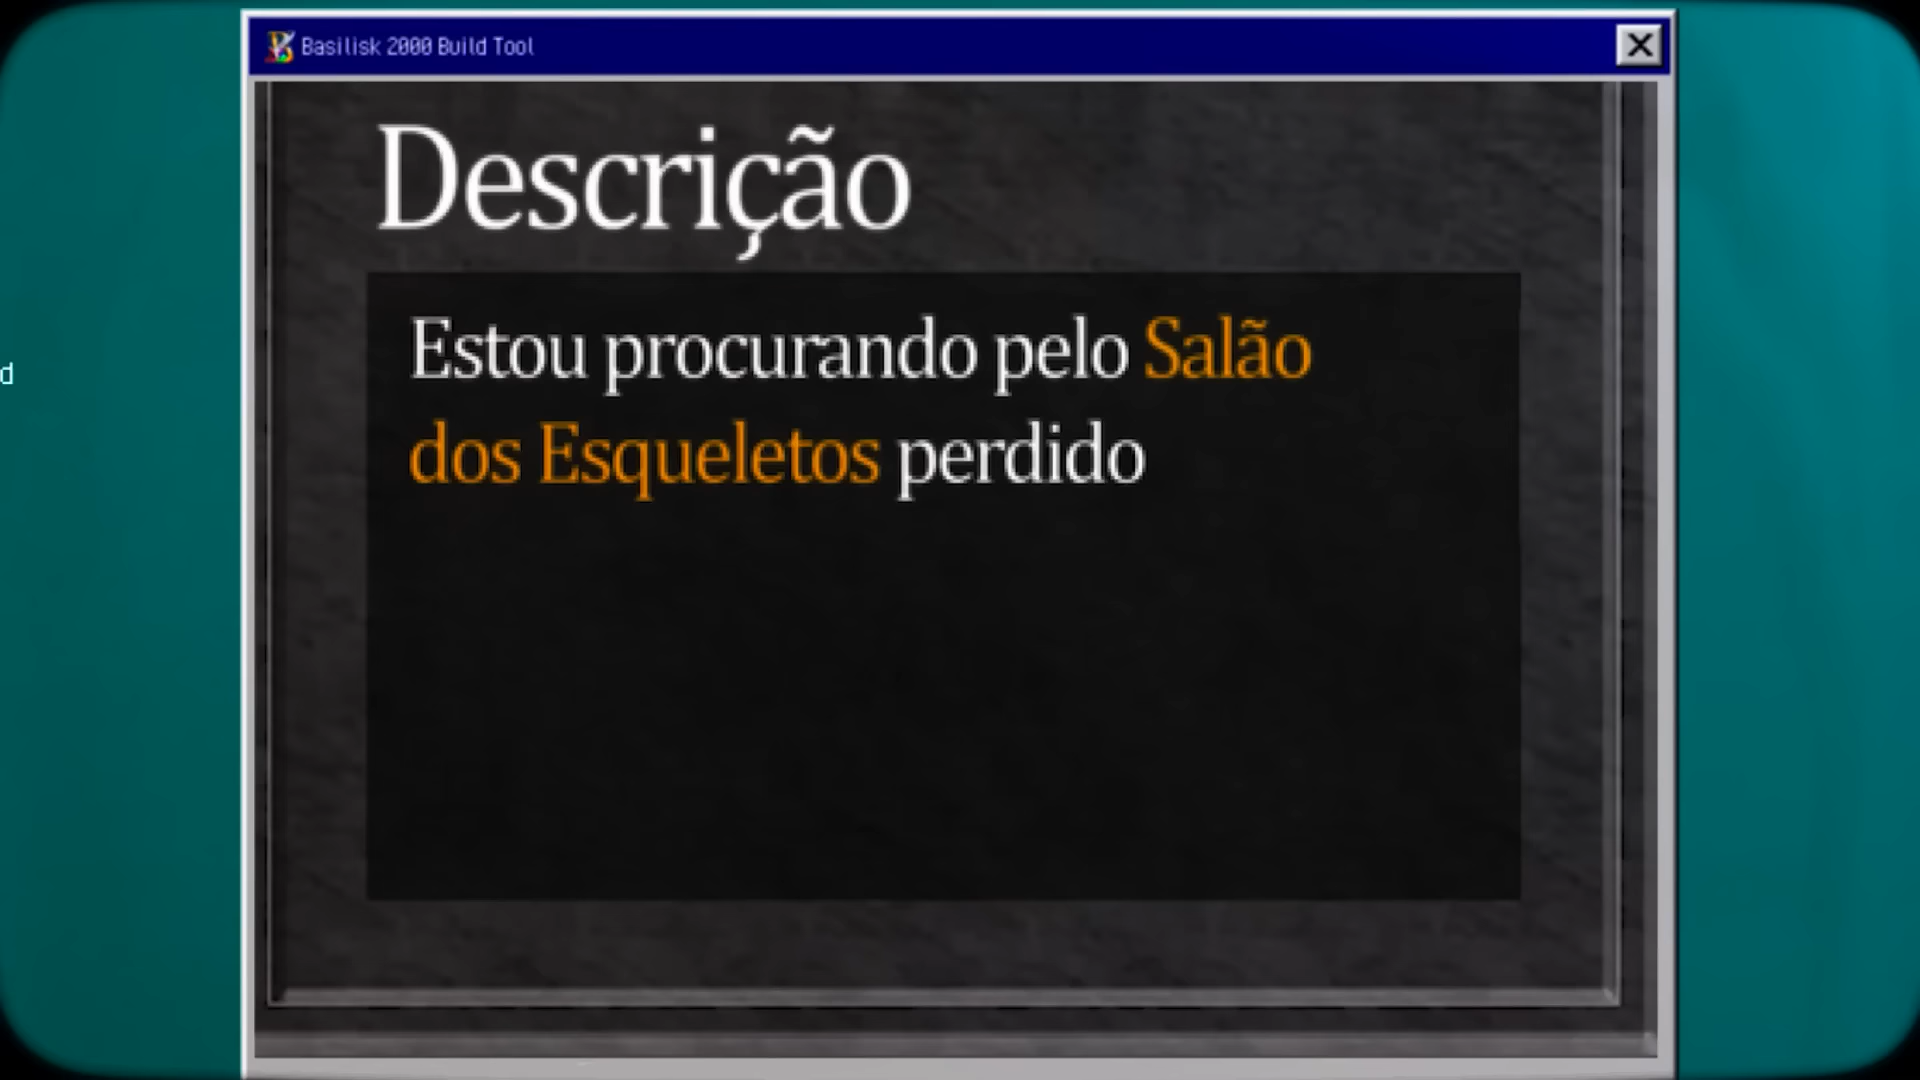 Basilisk 2000 Build Tool
Descrição
d
Estou procurando pelo Salão
dos Esqueletos perdido